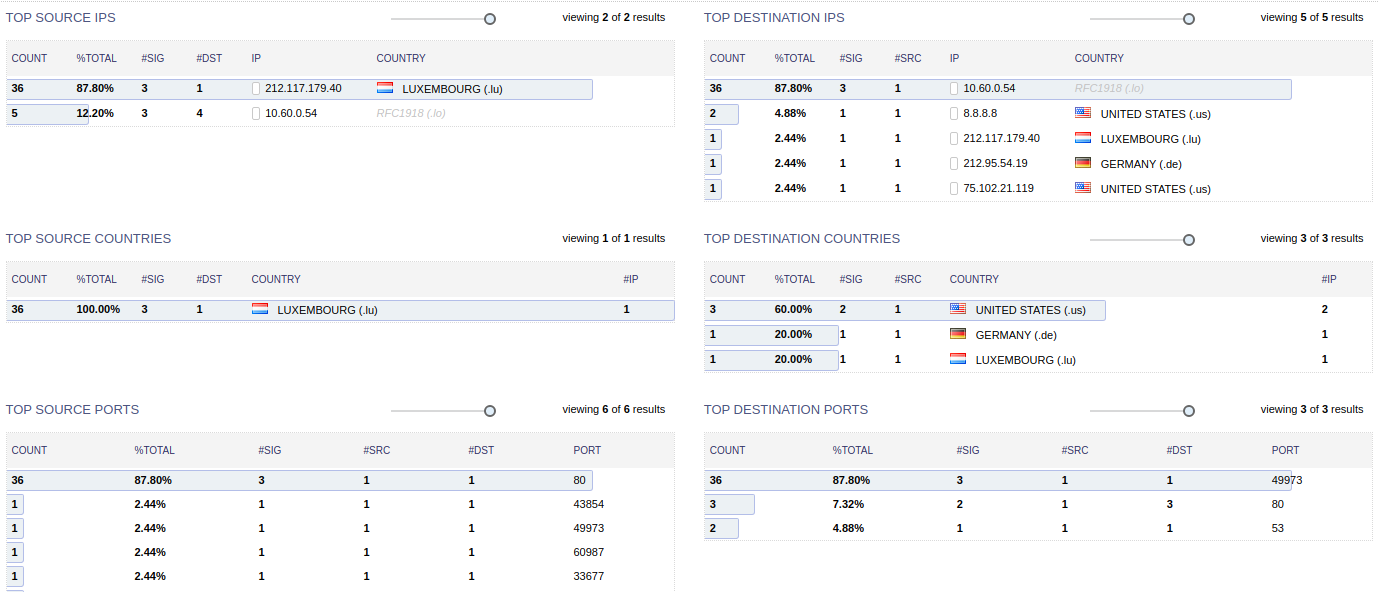 TOP SOURCE IPS viewing 2 of 2 results
COUNT %TOTAL #SIG #DST IP COUNTRY
36 87.80% 3 1 212.117.179.40 LUXEMBOURG (.lu)
5 12.20% 3 4 10.60.0.54 RFC1918 (.lo)
TOP DESTINATION IPS viewing 5 of 5 results
COUNT %TOTAL #SIG #SRC IP COUNTRY
36 87.80% 3 1 10.60.0.54 RFC1918 (.lo)
2 4.88% 1 1 8.8.8.8 UNITED STATES (.us)
1 2.44% 1 1 212.117.179.40 LUXEMBOURG (.lu)
1 2.44% 1 1 212.95.54.19 GERMANY (.de)
1 2.44% 1 1 75.102.21.119 UNITED STATES (.us)
TOP SOURCE COUNTRIES viewing 1 of 1 results
COUNT %TOTAL #SIG #DST COUNTRY #IP
36 100.00% 3 1 LUXEMBOURG (.lu) 1
TOP DESTINATION COUNTRIES viewing 3 of 3 results
COUNT %TOTAL #SIG #SRC COUNTRY #IP
3 60.00% 2 1 UNITED STATES (.us) 2
1 20.00% 1 1 GERMANY (.de) 1
1 20.00% 1 1 LUXEMBOURG (.lu) 1
TOP SOURCE PORTS viewing 6 of 6 results
COUNT %TOTAL #SIG #SRC #DST PORT
36 87.80% 3 1 1 80
1 2.44% 1 1 1 43854
1 2.44% 1 1 1 49973
1 2.44% 1 1 1 60987
1 2.44% 1 1 1 33677
TOP DESTINATION PORTS viewing 3 of 3 results
COUNT %TOTAL #SIG #SRC #DST PORT
36 87.80% 3 1 1 49973
3 7.32% 2 1 3 80
2 4.88% 1 1 1 53